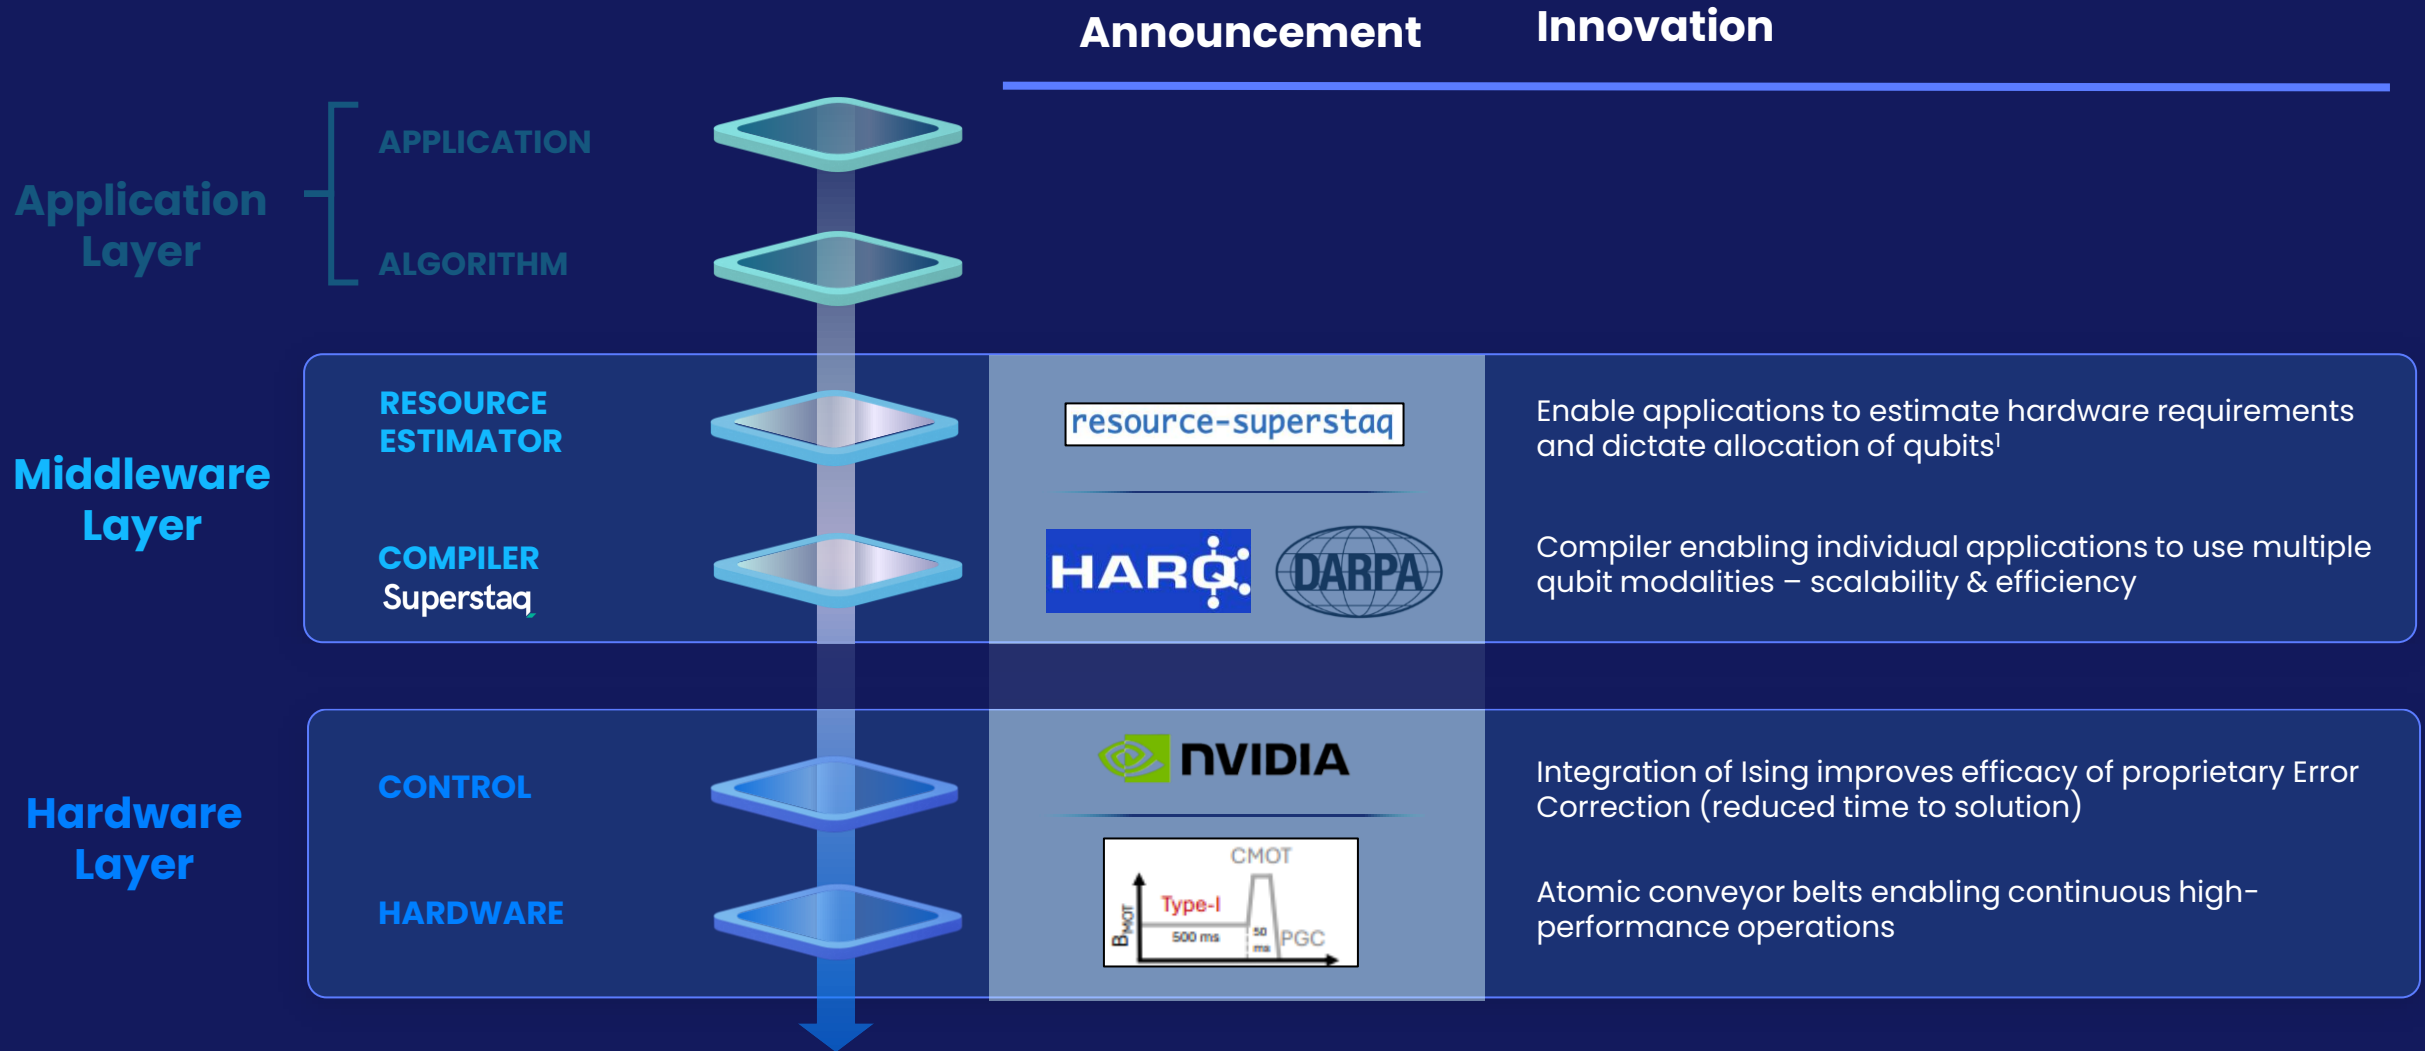 Announcement
Innovation
Application
Layer
APPLICATION
ALGORITHM
Middleware
Layer
RESOURCE
ESTIMATOR
resource-superstaq
Enable applications to estimate hardware requirements
and dictate allocation of qubits¹
COMPILER
Superstaq
HARQ
DARPA
Compiler enabling individual applications to use multiple
qubit modalities – scalability & efficiency
Hardware
Layer
CONTROL
NVIDIA
Integration of Ising improves efficacy of proprietary Error
Correction (reduced time to solution)
HARDWARE
CMOT
Type-I
BMOT
500 ms
50
ms
PGC
Atomic conveyor belts enabling continuous high-
performance operations